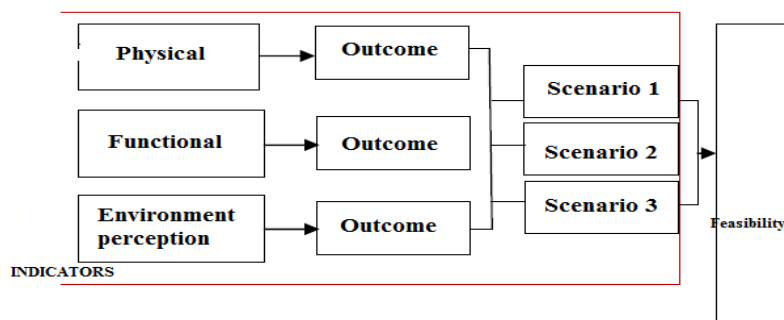 Physical
Outcome
Scenario 1
Functional
Outcome
Scenario 2
Environment
perception
Outcome
Scenario 3
Feasibility
INDICATORS